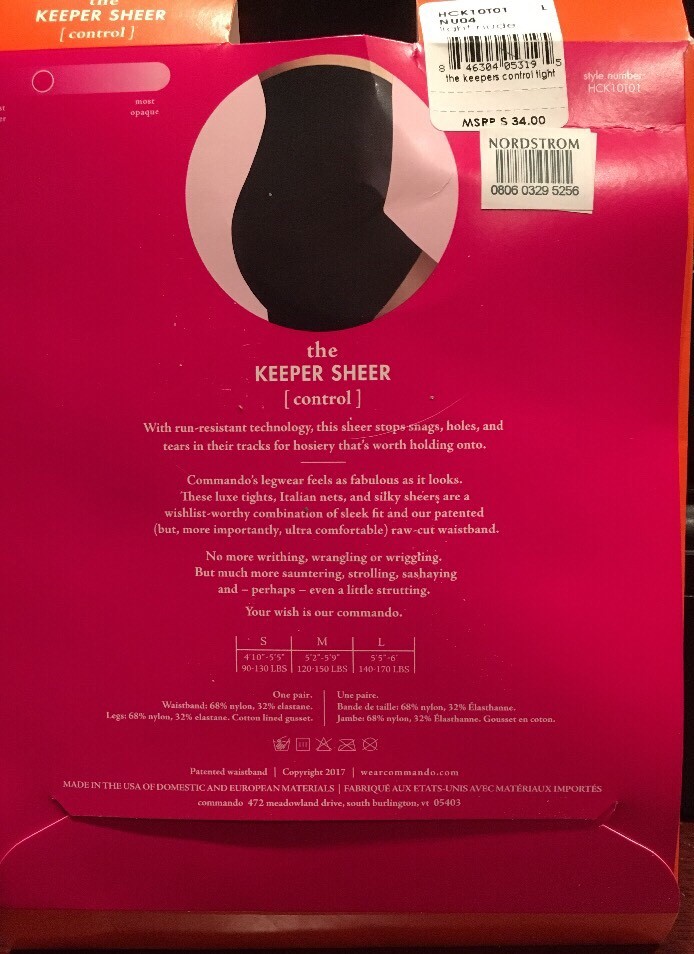 the
KEEPER SHEER
[ control ]
HCK10T01 L
NU04
light nude
8 46304 05319 5
the keepers control tight
MSRP $ 34.00
most
opaque
style number
HCK10T01
NORDSTROM
0806 0329 5256
the
KEEPER SHEER
[ control ]
With run-resistant technology, this sheer stops snags, holes, and
tears in their tracks for hosiery that's worth holding onto.
Commando's legwear feels as fabulous as it looks.
These luxe tights, Italian nets, and silky sheers are a
wishlist-worthy combination of sleek fit and our patented
(but, more importantly, ultra comfortable) raw-cut waistband.
No more writhing, wrangling or wriggling.
But much more sauntering, strolling, sashaying
and – perhaps – even a little strutting.
Your wish is our commando.
S M L
4'10"-5'5" 5'2"-5'9" 5'5"-6'
90-130 LBS 120-150 LBS 140-170 LBS
One pair.
Waistband: 68% nylon, 32% elastane.
Legs: 68% nylon, 32% elastane. Cotton lined gusset.
Une paire.
Bande de taille: 68% nylon, 32% Élasthanne.
Jambe: 68% nylon, 32% Élasthanne. Gousset en coton.
Patented waistband | Copyright 2017 | wearcommando.com
MADE IN THE USA OF DOMESTIC AND EUROPEAN MATERIALS | FABRIQUÉ AUX ETATS-UNIS AVEC MATÉRIAUX IMPORTÉS
commando 472 meadowland drive, south burlington, vt 05403